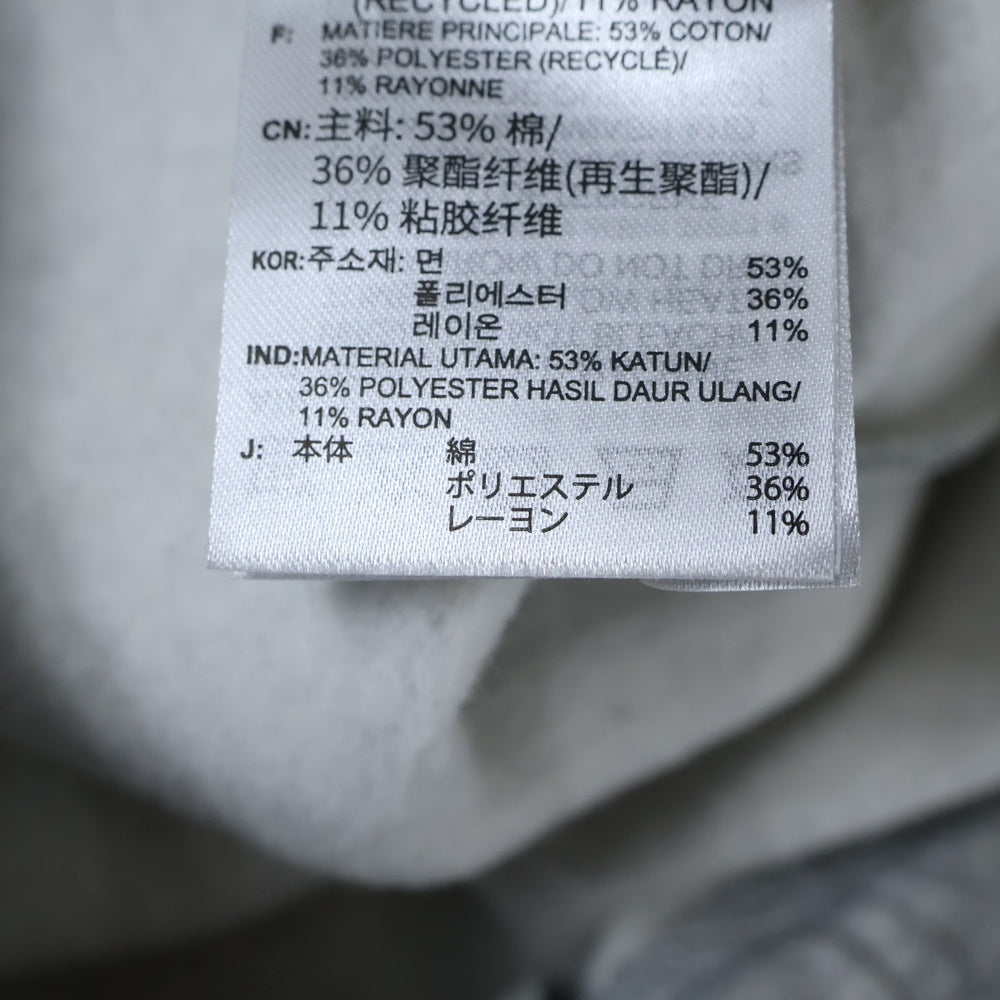 (RECYCLED)/11% RAYON
F: MATIERE PRINCIPALE: 53% COTON/
36% POLYESTER (RECYCLÉ)/
11% RAYONNE
CN:主料: 53% 棉/
36% 聚酯纤维(再生聚酯)/
11% 粘胶纤维
KOR:주소재: 면 53%
폴리에스터 36%
레이온 11%
IND:MATERIAL UTAMA: 53% KATUN/
36% POLYESTER HASIL DAUR ULANG/
11% RAYON
J: 本体 綿 53%
ポリエステル 36%
レーヨン 11%